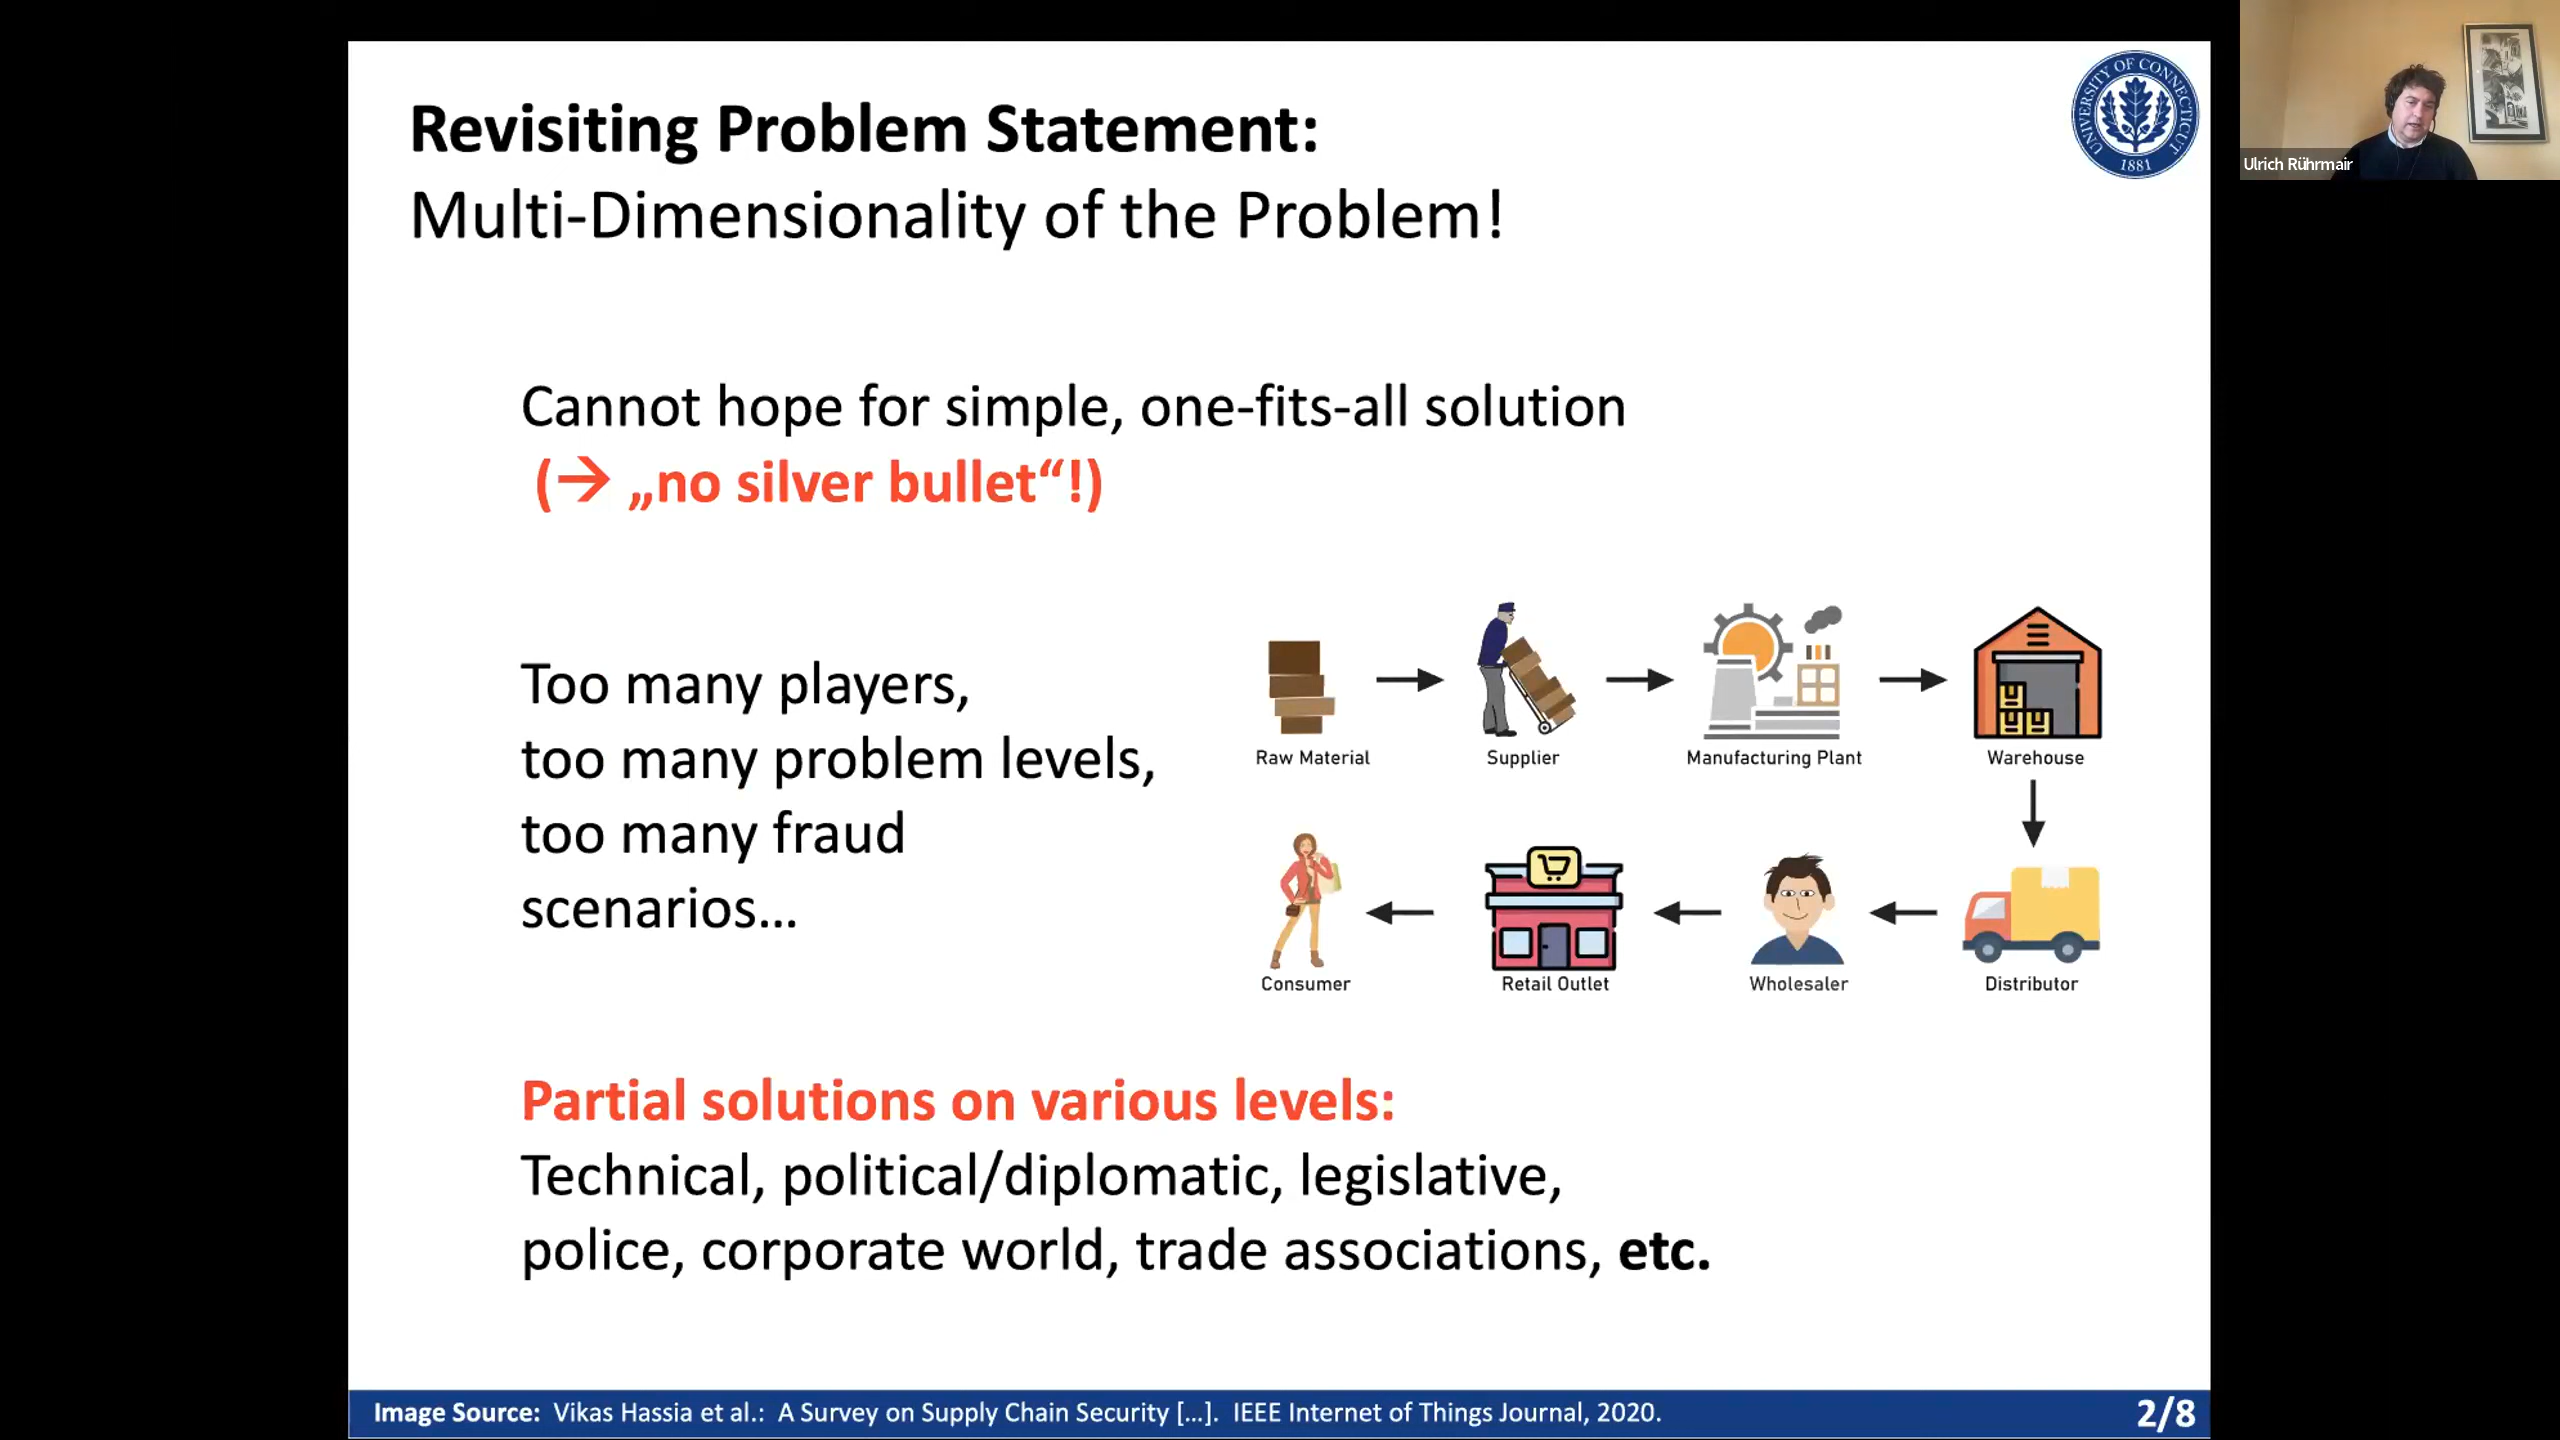 Revisiting Problem Statement:
Multi-Dimensionality of the Problem!
UNIVERSITY OF CONNECTICUT
1881
Ulrich Rührmair
Cannot hope for simple, one-fits-all solution
(→ „no silver bullet“!)
Too many players,
too many problem levels,
too many fraud
scenarios…
Raw Material
Supplier
Manufacturing Plant
Warehouse
Consumer
Retail Outlet
Wholesaler
Distributor
Partial solutions on various levels:
Technical, political/diplomatic, legislative,
police, corporate world, trade associations, etc.
Image Source: Vikas Hassia et al.: A Survey on Supply Chain Security […]. IEEE Internet of Things Journal, 2020.
2/8